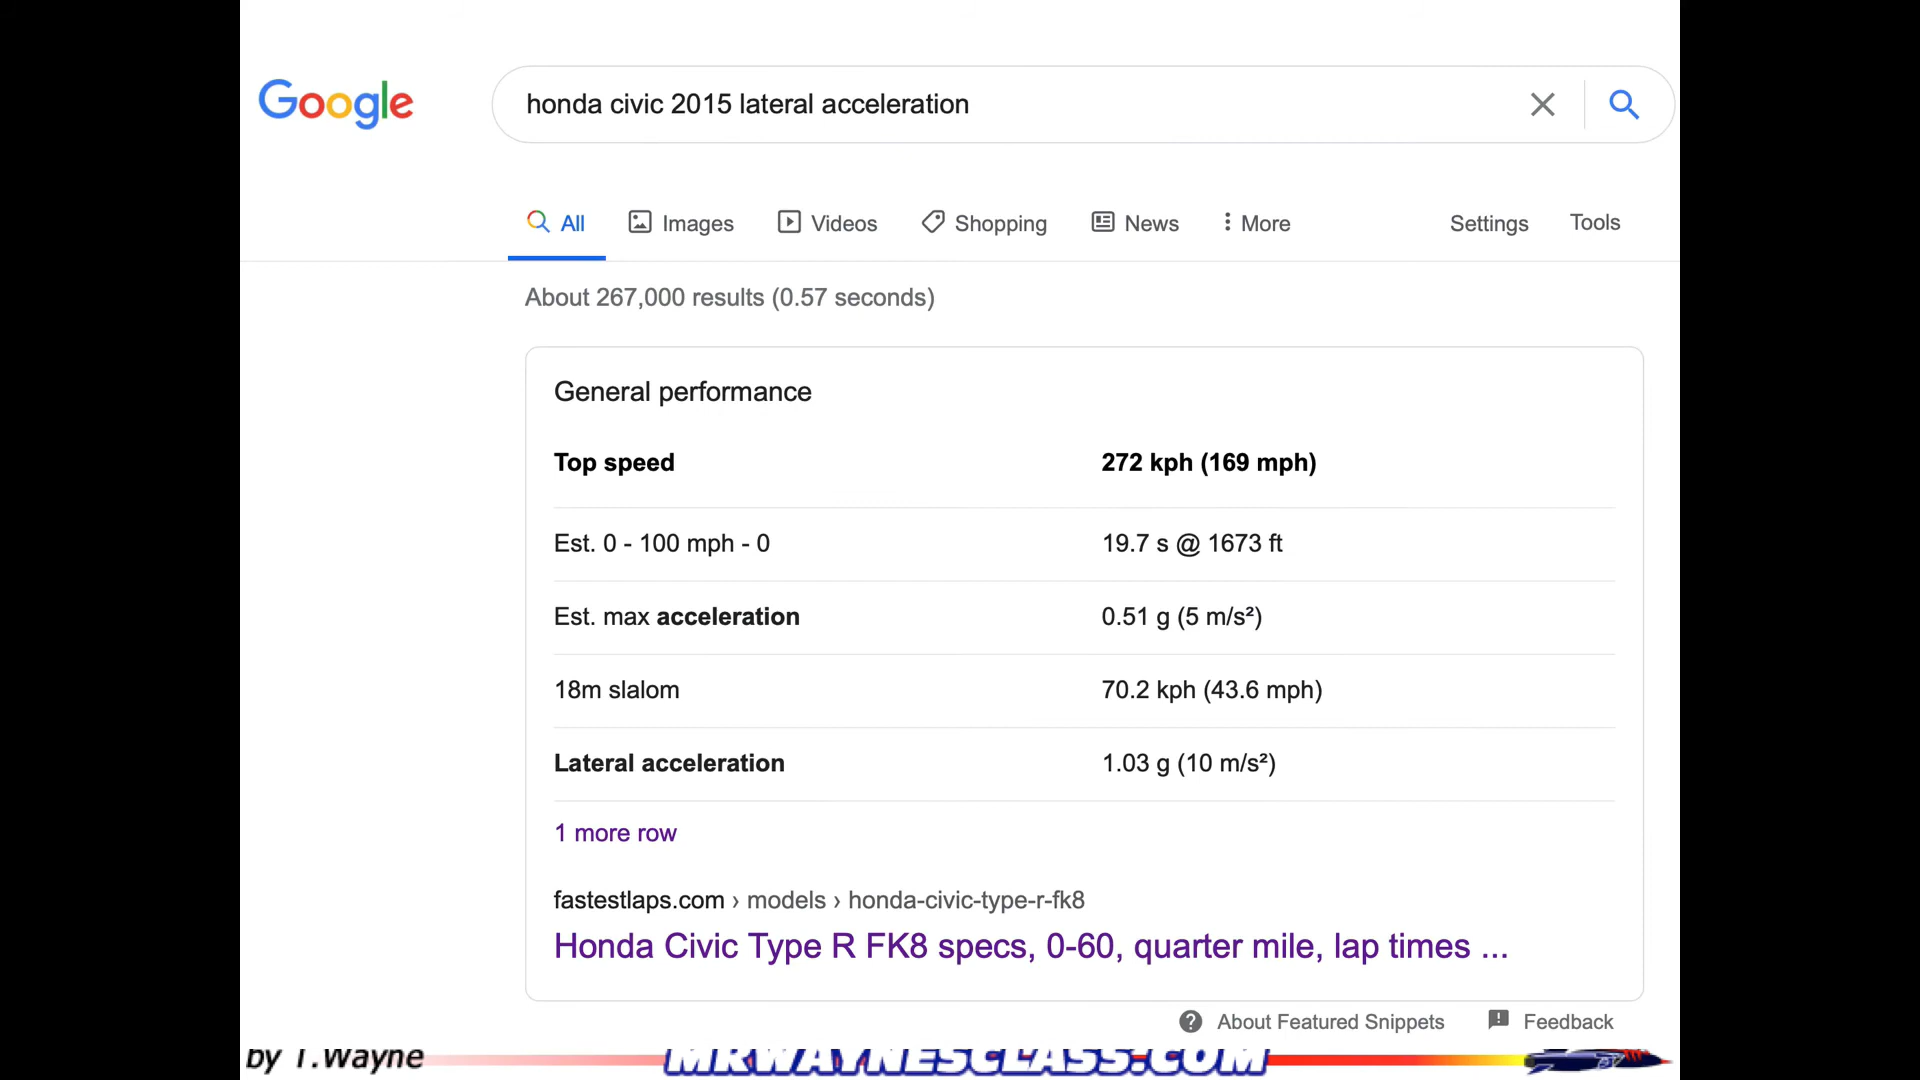 Google
honda civic 2015 lateral acceleration
All Images Videos Shopping News More Settings Tools
About 267,000 results (0.57 seconds)
General performance
Top speed 272 kph (169 mph)
Est. 0 - 100 mph - 0 19.7 s @ 1673 ft
Est. max acceleration 0.51 g (5 m/s²)
18m slalom 70.2 kph (43.6 mph)
Lateral acceleration 1.03 g (10 m/s²)
1 more row
fastestlaps.com › models › honda-civic-type-r-fk8
Honda Civic Type R FK8 specs, 0-60, quarter mile, lap times ...
About Featured Snippets Feedback
by T.Wayne MRWAYNESCLASS.COM